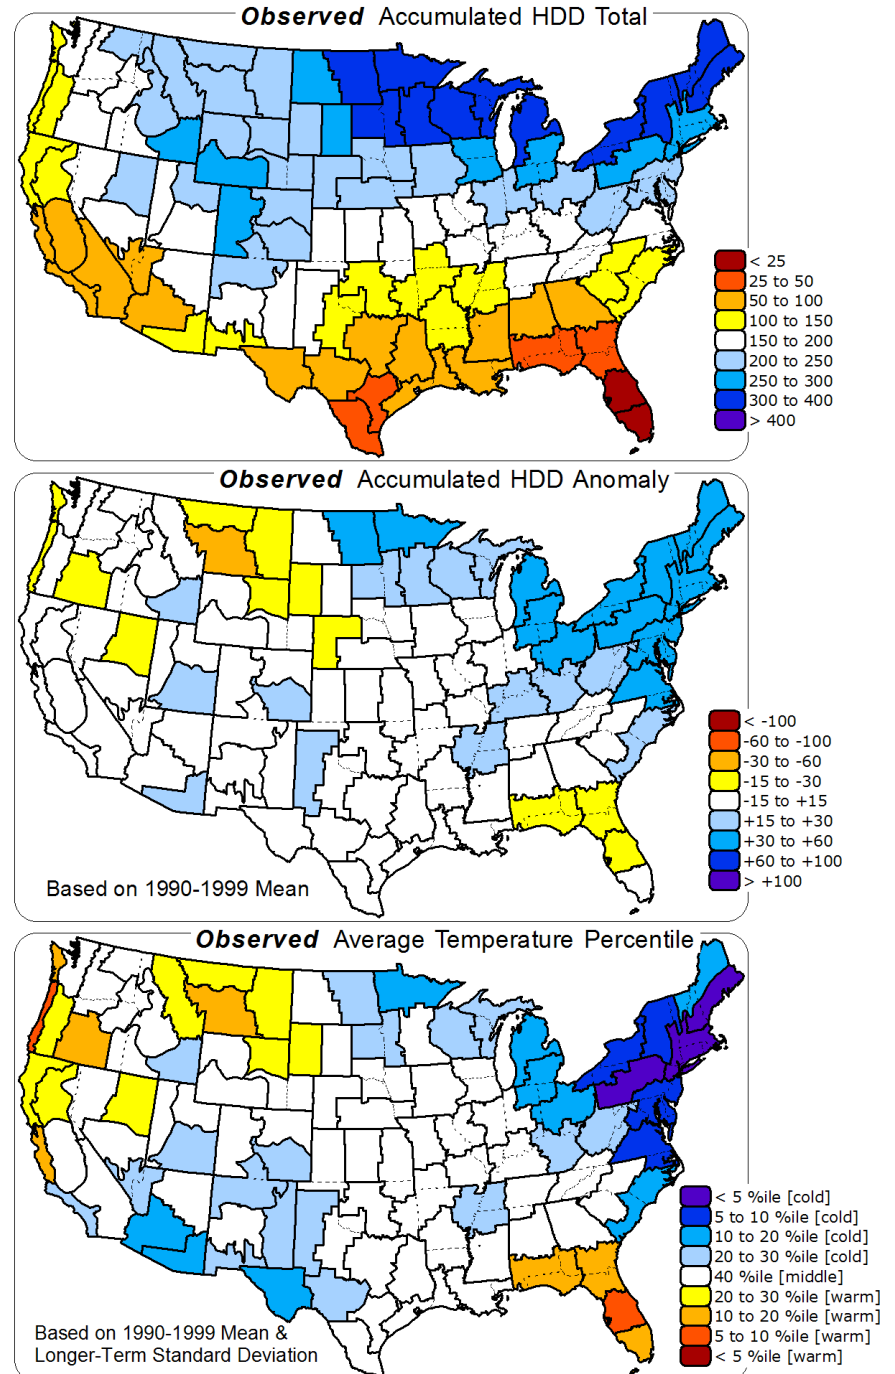 Observed Accumulated HDD Total
< 25
25 to 50
50 to 100
100 to 150
150 to 200
200 to 250
250 to 300
300 to 400
> 400
Observed Accumulated HDD Anomaly
< -100
-60 to -100
-30 to -60
-15 to -30
-15 to +15
+15 to +30
+30 to +60
+60 to +100
> +100
Based on 1990-1999 Mean
Observed Average Temperature Percentile
< 5 %ile [cold]
5 to 10 %ile [cold]
10 to 20 %ile [cold]
20 to 30 %ile [cold]
40 %ile [middle]
20 to 30 %ile [warm]
10 to 20 %ile [warm]
5 to 10 %ile [warm]
< 5 %ile [warm]
Based on 1990-1999 Mean &
Longer-Term Standard Deviation